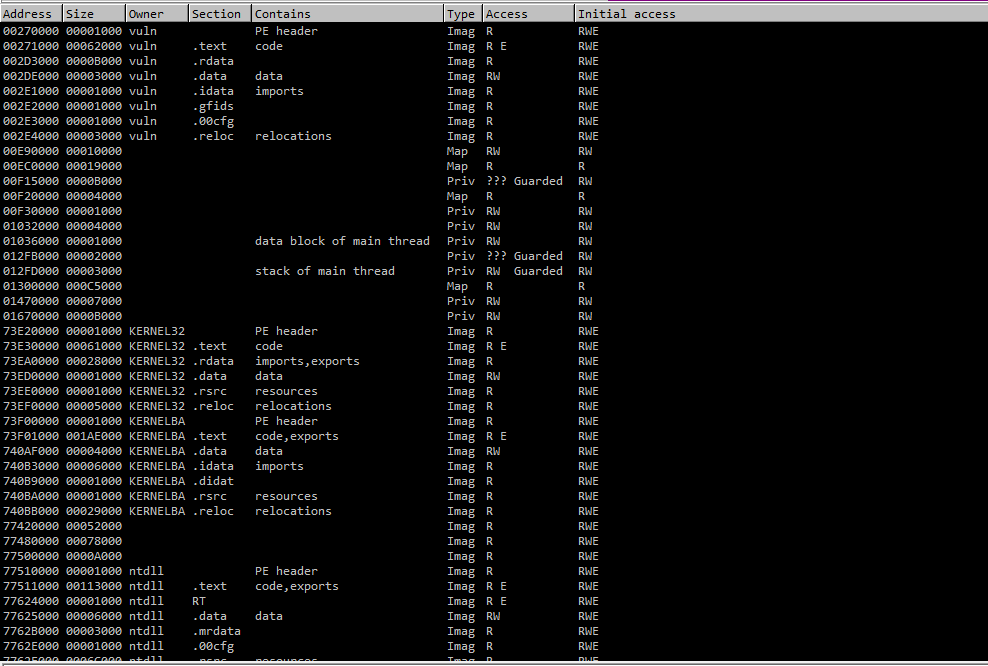 Address Size Owner Section Contains Type Access Initial access
00270000 00001000 vuln PE header Imag R RWE
00271000 00062000 vuln .text code Imag R E RWE
002D3000 0000B000 vuln .rdata Imag R RWE
002DE000 00003000 vuln .data data Imag RW RWE
002E1000 00001000 vuln .idata imports Imag R RWE
002E2000 00001000 vuln .gfids Imag R RWE
002E3000 00001000 vuln .00cfg Imag R RWE
002E4000 00003000 vuln .reloc relocations Imag R RWE
00E90000 00010000 Map RW RW
00EC0000 00019000 Map R R
00F15000 0000B000 Priv ??? Guarded RW
00F20000 00004000 Map R R
00F30000 00001000 Priv RW RW
01032000 00004000 Priv RW RW
01036000 00001000 data block of main thread Priv RW RW
012FB000 00002000 Priv ??? Guarded RW
012FD000 00003000 stack of main thread Priv RW Guarded RW
01300000 000C5000 Map R R
01470000 00007000 Priv RW RW
01670000 0000B000 Priv RW RW
73E20000 00001000 KERNEL32 PE header Imag R RWE
73E30000 00061000 KERNEL32 .text code Imag R E RWE
73EA0000 00028000 KERNEL32 .rdata imports,exports Imag R RWE
73ED0000 00001000 KERNEL32 .data data Imag RW RWE
73EE0000 00001000 KERNEL32 .rsrc resources Imag R RWE
73EF0000 00005000 KERNEL32 .reloc relocations Imag R RWE
73F00000 00001000 KERNELBA PE header Imag R RWE
73F01000 001AE000 KERNELBA .text code,exports Imag R E RWE
740AF000 00004000 KERNELBA .data data Imag RW RWE
740B3000 00006000 KERNELBA .idata imports Imag R RWE
740B9000 00001000 KERNELBA .didat Imag R RWE
740BA000 00001000 KERNELBA .rsrc resources Imag R RWE
740BB000 00029000 KERNELBA .reloc relocations Imag R RWE
77420000 00052000 Imag R RWE
77480000 00078000 Imag R RWE
77500000 0000A000 Imag R RWE
77510000 00001000 ntdll PE header Imag R RWE
77511000 00113000 ntdll .text code,exports Imag R E RWE
77624000 00001000 ntdll RT Imag R E RWE
77625000 00006000 ntdll .data data Imag RW RWE
7762B000 00003000 ntdll .mrdata Imag R RWE
7762E000 00001000 ntdll .00cfg Imag R RWE
7762F000 0006C000 ntdll .rsrc resources Imag R RWE